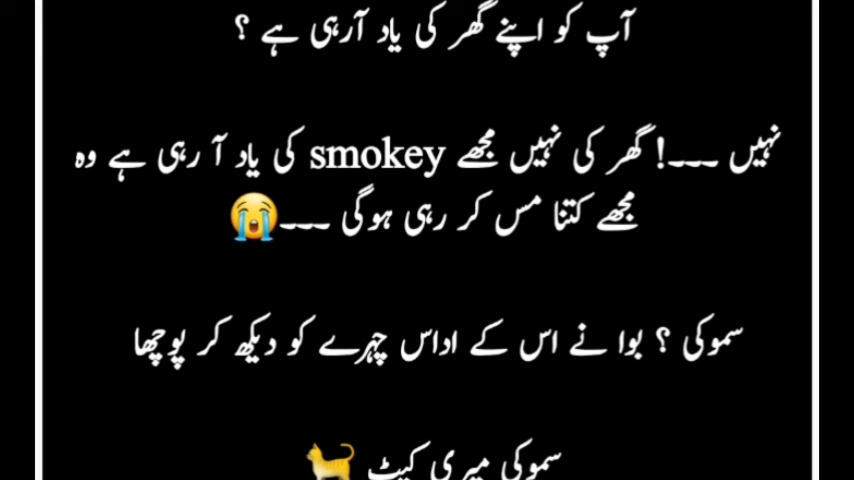 آپ کو اپنے گھر کی یاد آرہی ہے ؟
نہیں ۔۔۔! گھر کی نہیں مجھے smokey کی یاد آ رہی ہے وہ
مجھے کتنا مس کر رہی ہوگی ۔۔۔😭
سموکی ؟ بوا نے اس کے اداس چہرے کو دیکھ کر پوچھا
سموکی میری کیٹ 🐈